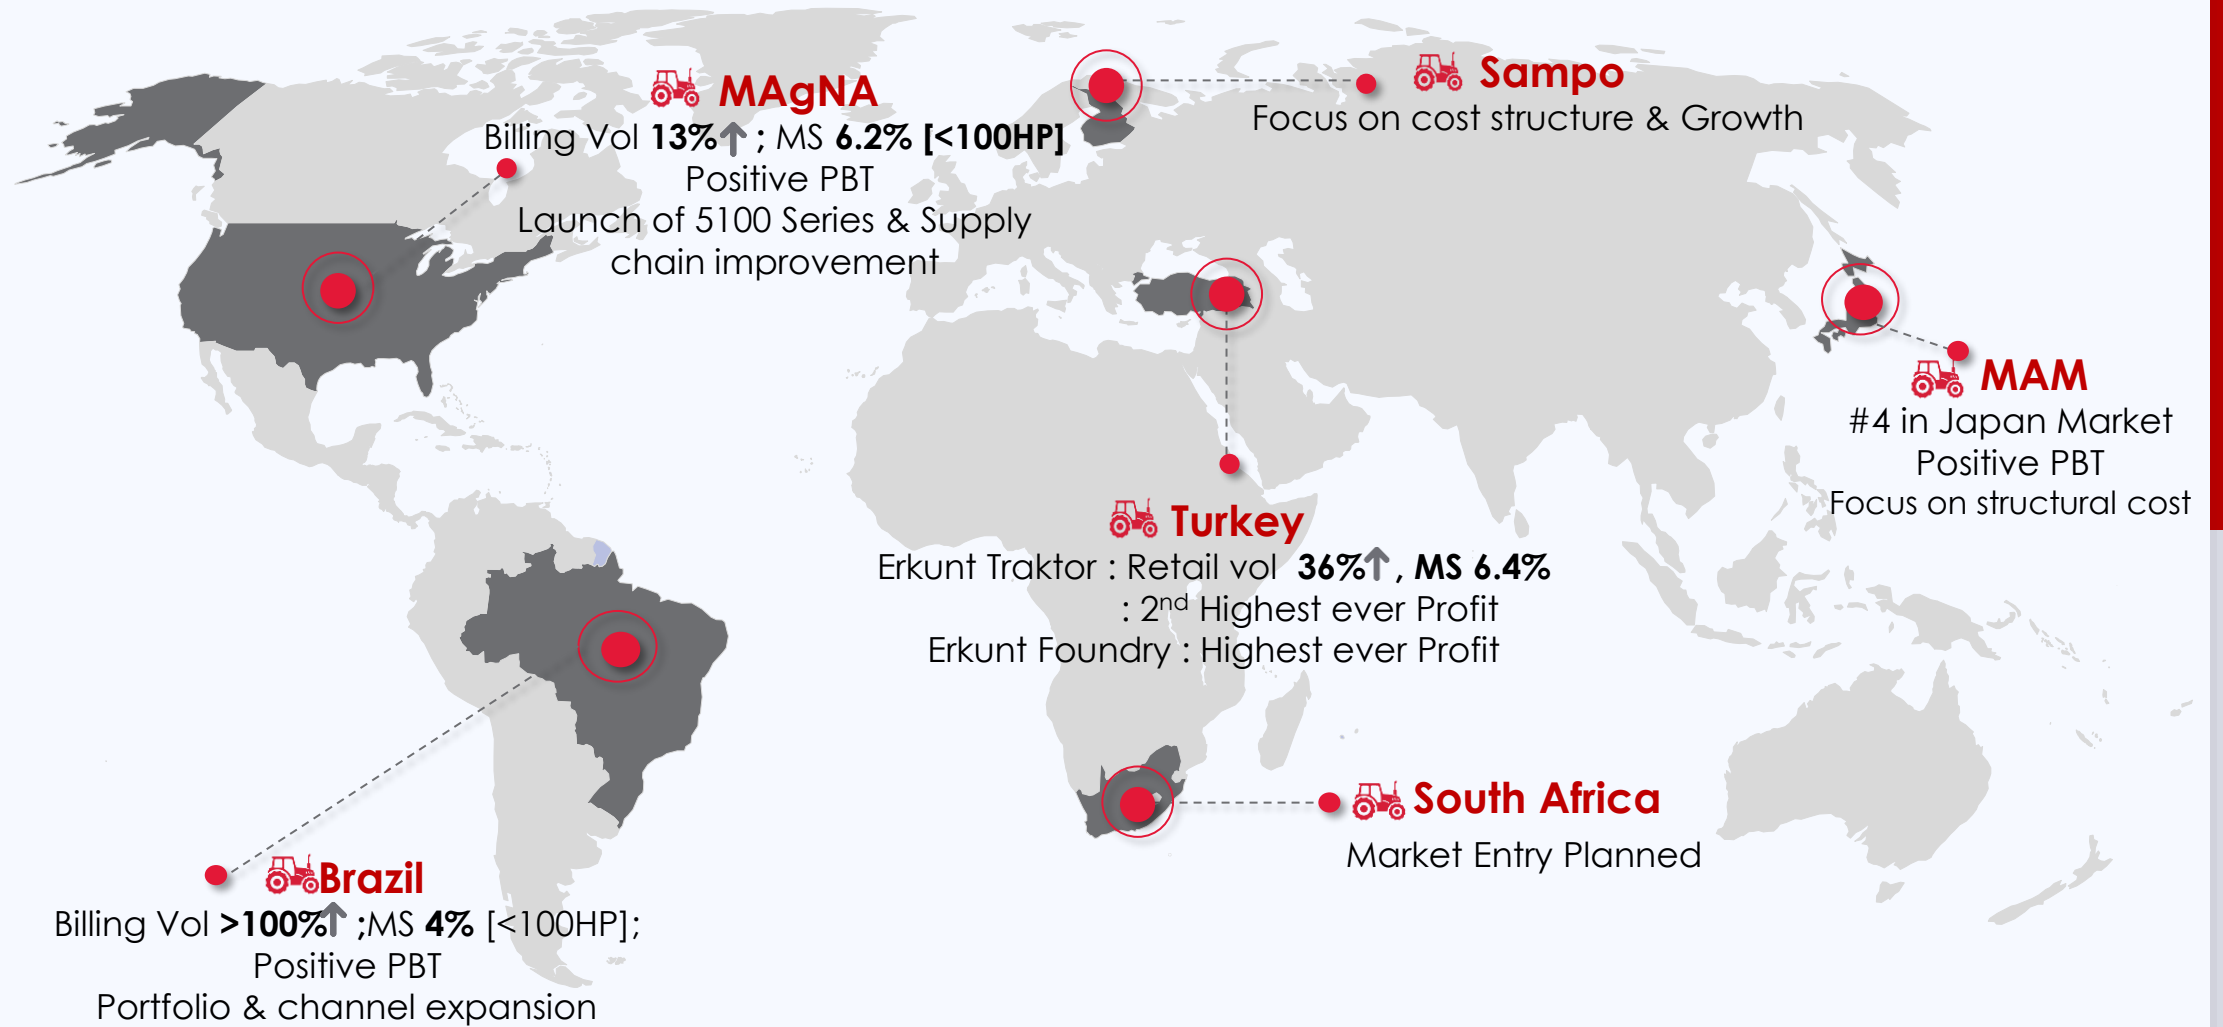 MAgNA
Billing Vol 13%↑ ; MS 6.2% [<100HP]
Positive PBT
Launch of 5100 Series & Supply
chain improvement
Sampo
Focus on cost structure & Growth
MAM
#4 in Japan Market
Positive PBT
Focus on structural cost
Turkey
Erkunt Traktor : Retail vol 36%↑ , MS 6.4%
: 2nd Highest ever Profit
Erkunt Foundry : Highest ever Profit
South Africa
Market Entry Planned
Brazil
Billing Vol >100%↑ ;MS 4% [<100HP];
Positive PBT
Portfolio & channel expansion